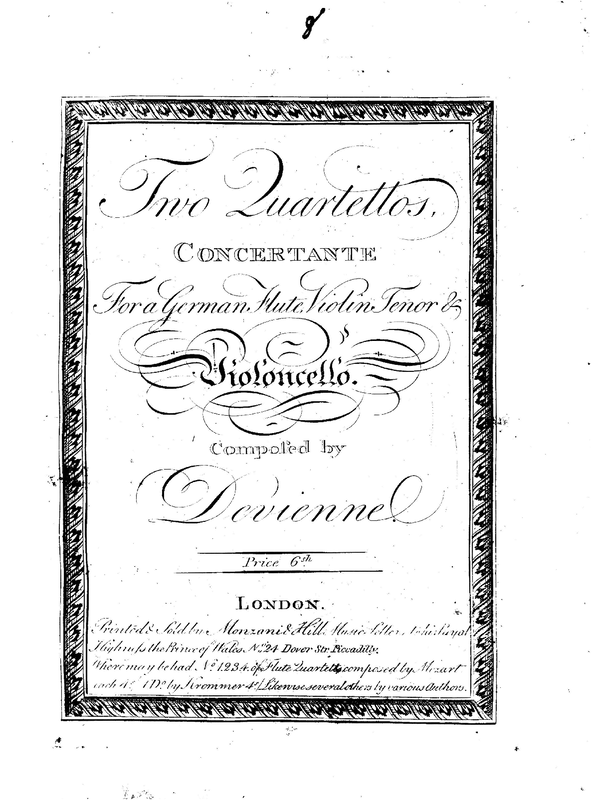 8
Two Quartettos,
CONCERTANTE
For a German Flute, Violin Tenor &
Violoncello.
Compoſed by
Devienne.
Price 6sh
LONDON.
Printed & Sold by Monzani & Hill Music Seller, to his Royal
Highneſs the Prince of Wales, No. 24 Dover Str. Piccadilly.
Where may be had. No. 1.2.3.4. of Flute Quartetts composed by Mozart
each 4s/ 1 Do by Krommer 4s/ Likewise several others by various Authors.